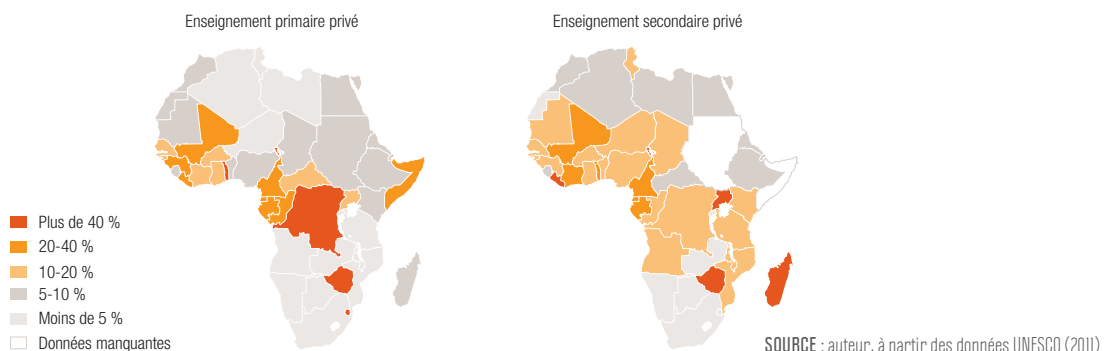 Enseignement primaire privé
Enseignement secondaire privé
Plus de 40 %
20-40 %
10-20 %
5-10 %
Moins de 5 %
Données manquantes
SOURCE : auteur, à partir des données UNESCO (2011)